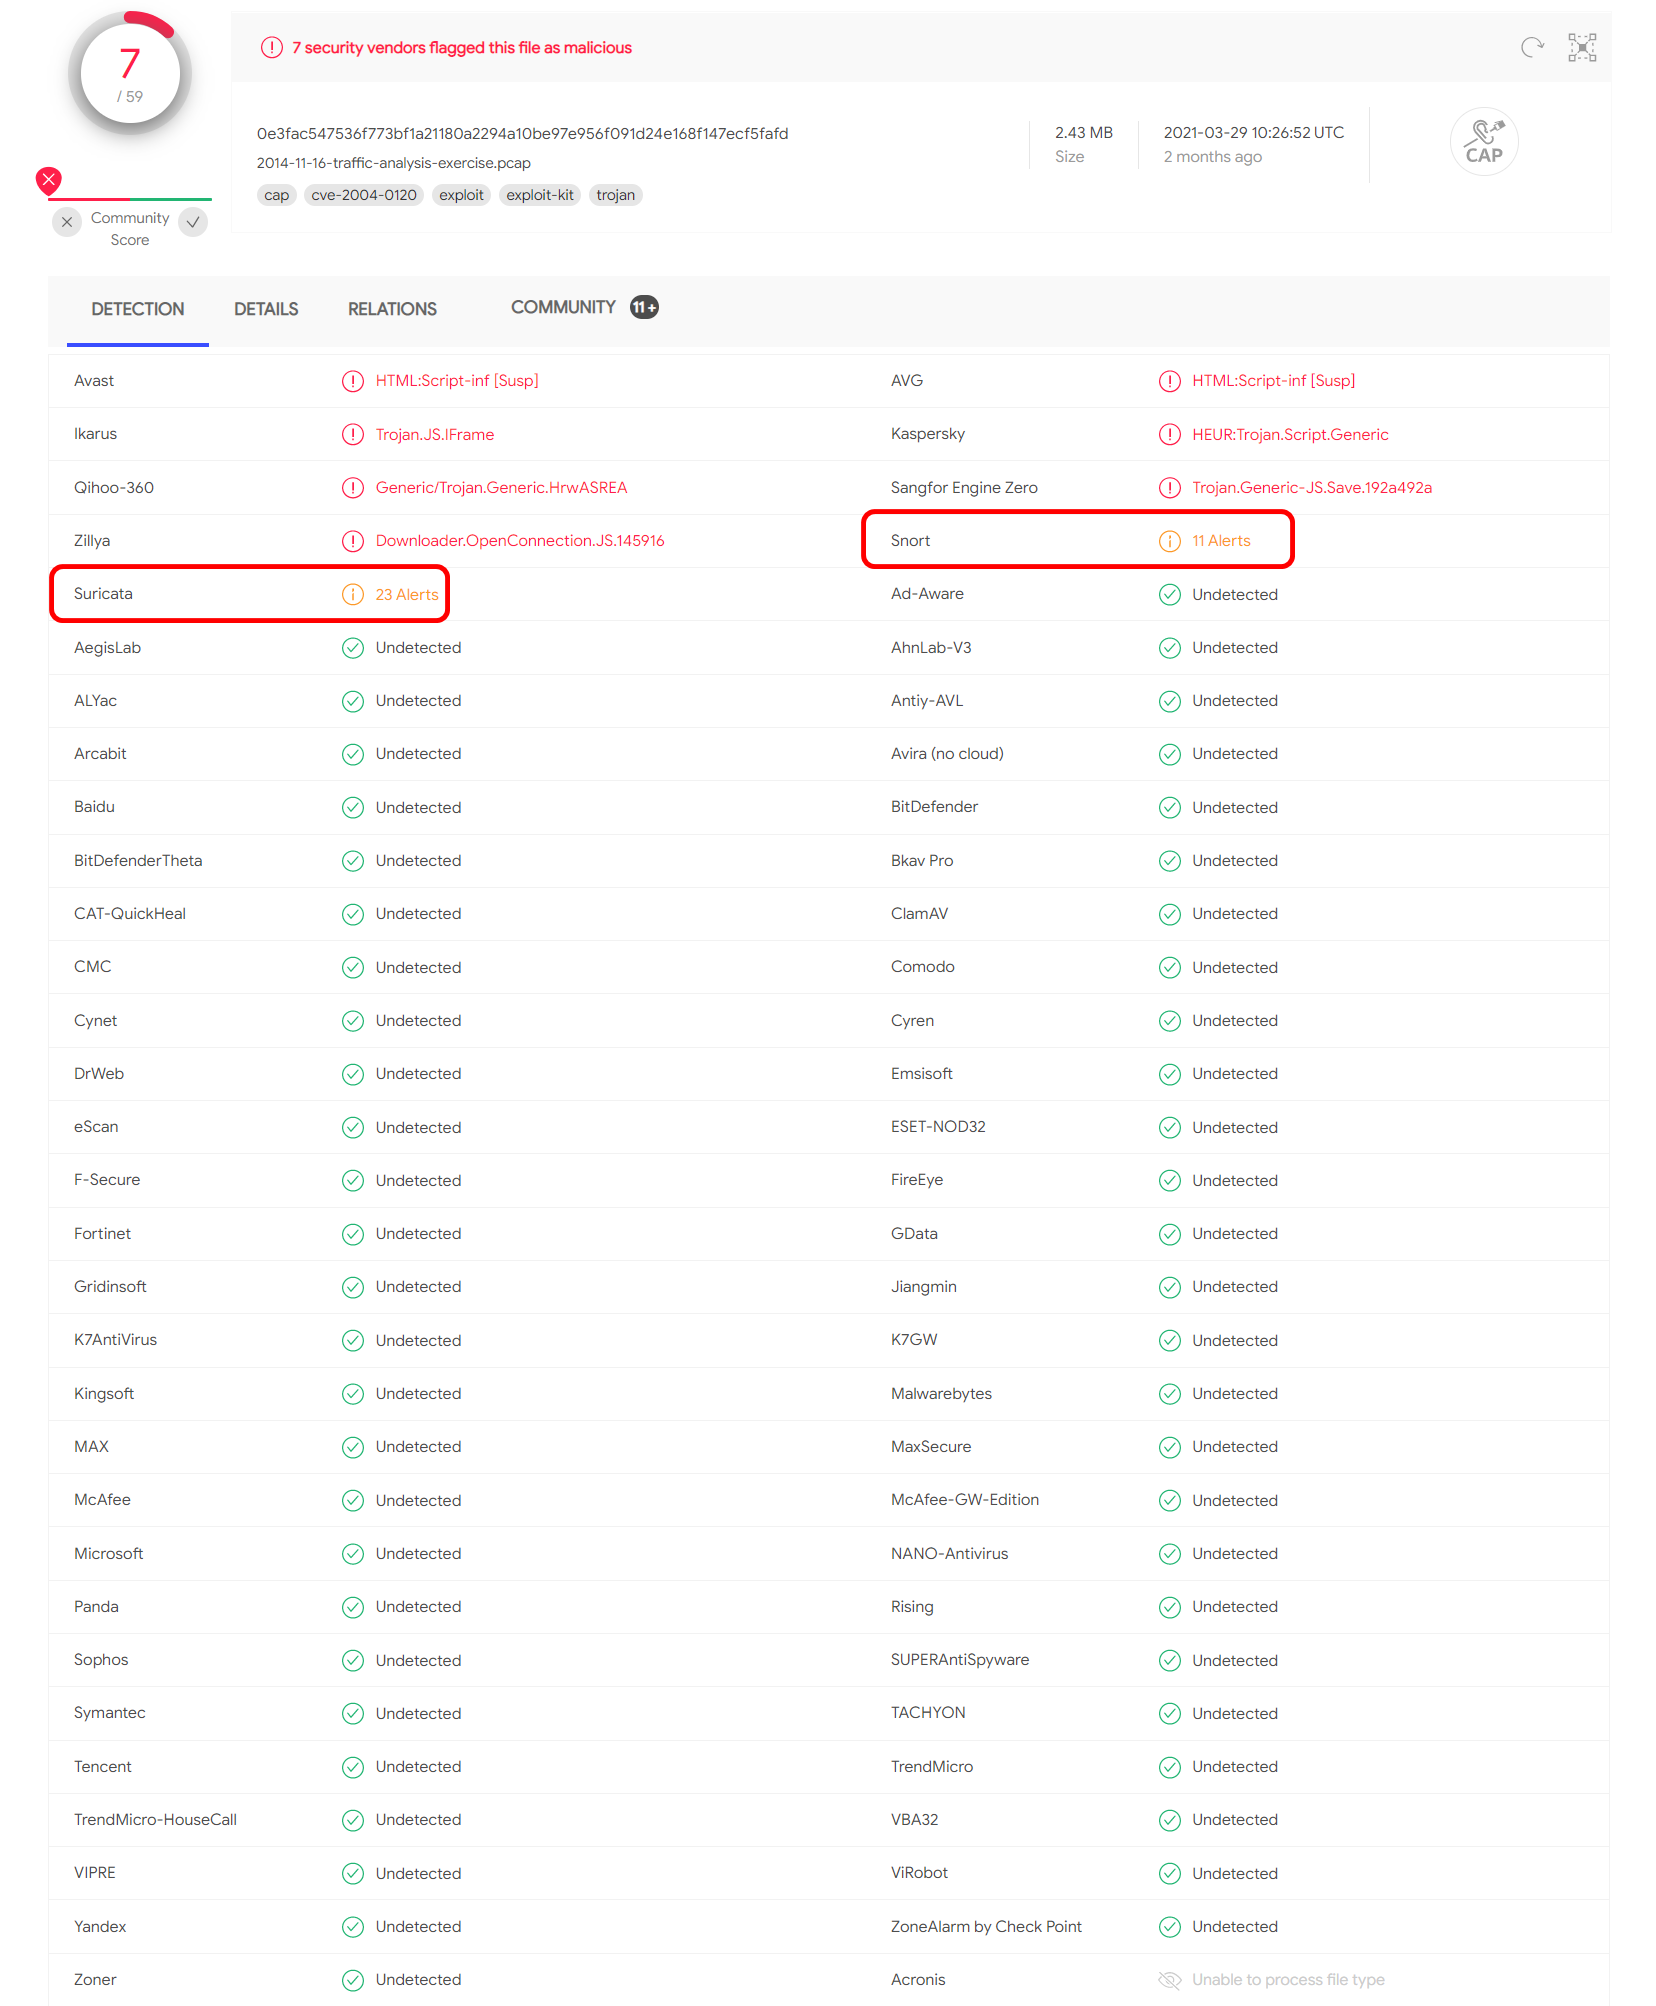 7
/ 59
7 security vendors flagged this file as malicious
0e3fac547536f773bf1a21180a2294a10be97e956f091d24e168f147ecf5fafd
2014-11-16-traffic-analysis-exercise.pcap
cap cve-2004-0120 exploit exploit-kit trojan
2.43 MB
Size
2021-03-29 10:26:52 UTC
2 months ago
CAP
Community
Score
DETECTION DETAILS RELATIONS COMMUNITY 11+
Avast HTML:Script-inf [Susp] AVG HTML:Script-inf [Susp]
Ikarus Trojan.JS.IFrame Kaspersky HEUR:Trojan.Script.Generic
Qihoo-360 Generic/Trojan.Generic.HrwASREA Sangfor Engine Zero Trojan.Generic-JS.Save.192a492a
Zillya Downloader.OpenConnection.JS.145916 Snort 11 Alerts
Suricata 23 Alerts Ad-Aware Undetected
AegisLab Undetected AhnLab-V3 Undetected
ALYac Undetected Antiy-AVL Undetected
Arcabit Undetected Avira (no cloud) Undetected
Baidu Undetected BitDefender Undetected
BitDefenderTheta Undetected Bkav Pro Undetected
CAT-QuickHeal Undetected ClamAV Undetected
CMC Undetected Comodo Undetected
Cynet Undetected Cyren Undetected
DrWeb Undetected Emsisoft Undetected
eScan Undetected ESET-NOD32 Undetected
F-Secure Undetected FireEye Undetected
Fortinet Undetected GData Undetected
Gridinsoft Undetected Jiangmin Undetected
K7AntiVirus Undetected K7GW Undetected
Kingsoft Undetected Malwarebytes Undetected
MAX Undetected MaxSecure Undetected
McAfee Undetected McAfee-GW-Edition Undetected
Microsoft Undetected NANO-Antivirus Undetected
Panda Undetected Rising Undetected
Sophos Undetected SUPERAntiSpyware Undetected
Symantec Undetected TACHYON Undetected
Tencent Undetected TrendMicro Undetected
TrendMicro-HouseCall Undetected VBA32 Undetected
VIPRE Undetected ViRobot Undetected
Yandex Undetected ZoneAlarm by Check Point Undetected
Zoner Undetected Acronis Unable to process file type